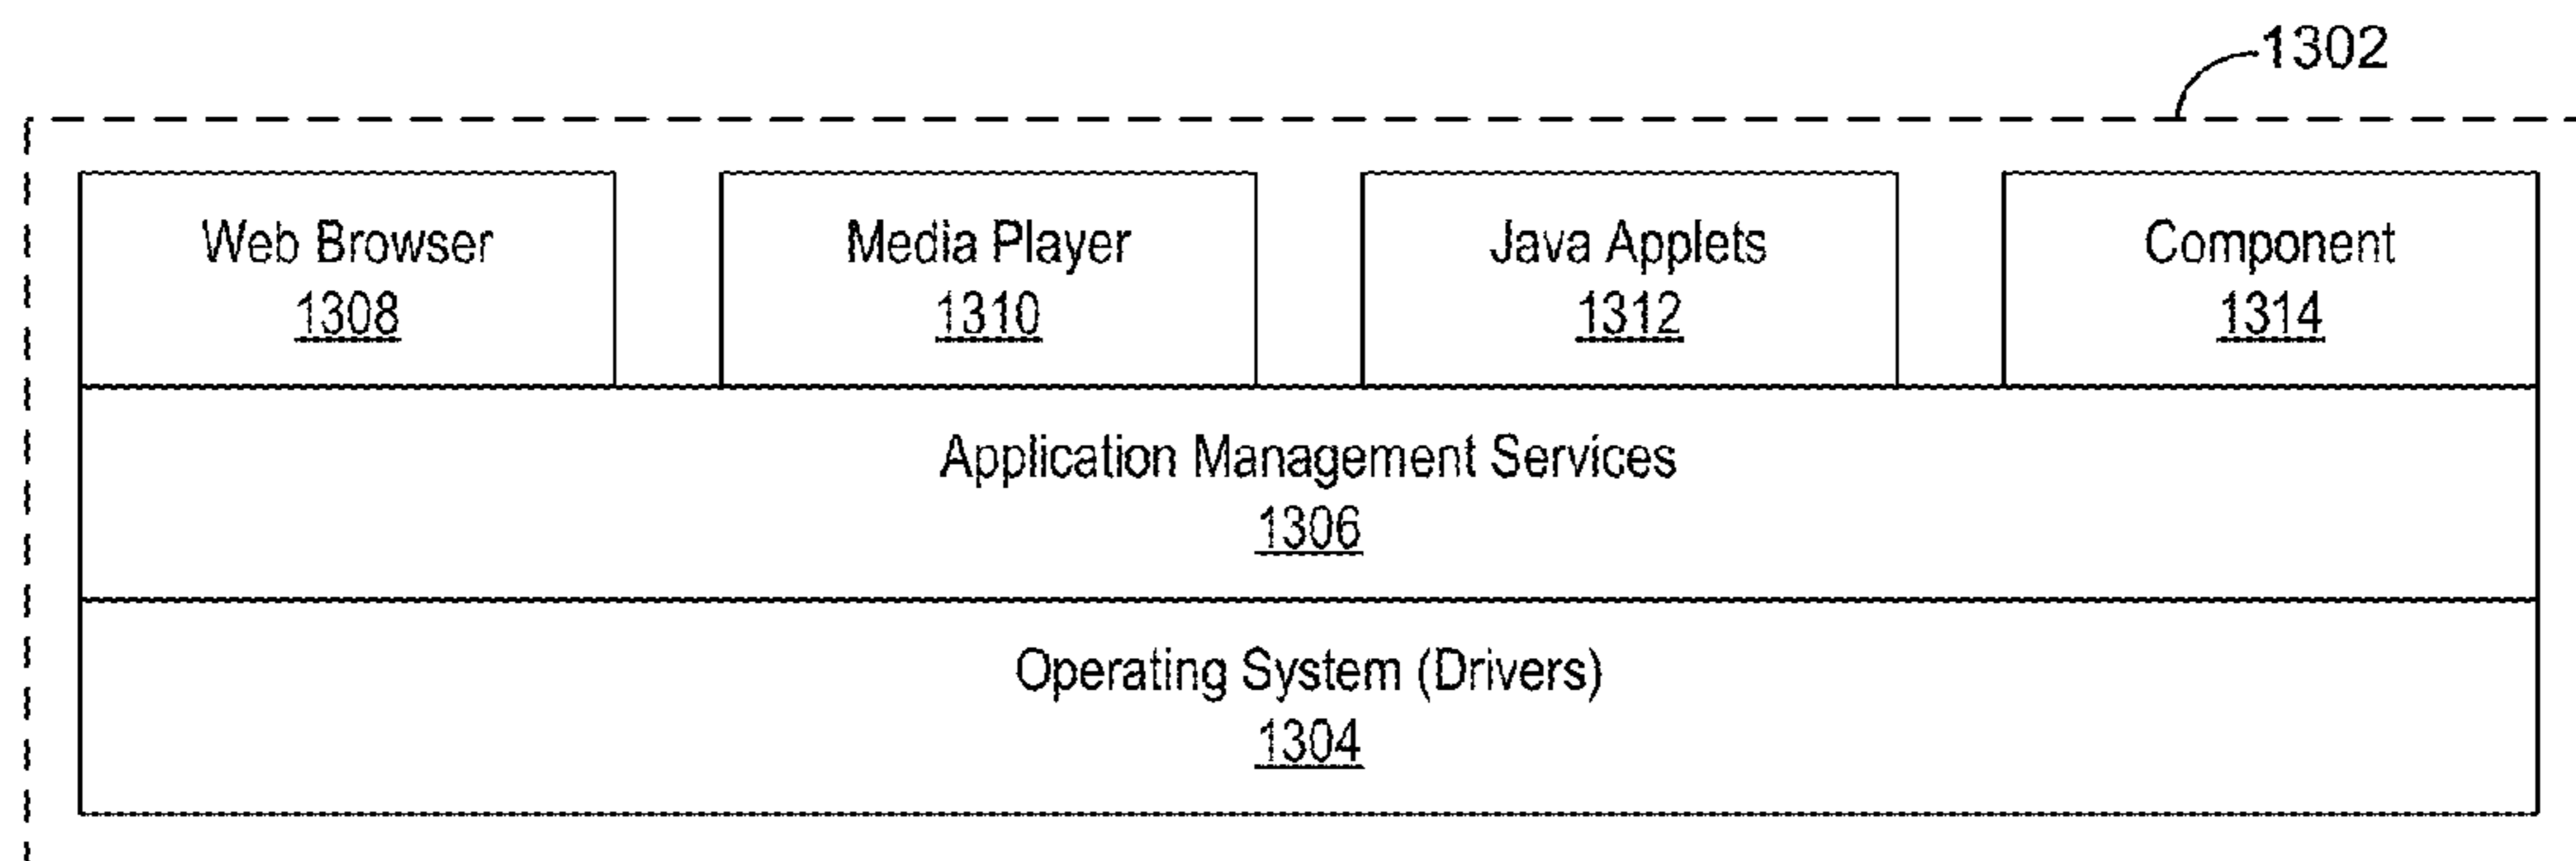 1302
Web Browser
1308
Media Player
1310
Java Applets
1312
Component
1314
Application Management Services
1306
Operating System (Drivers)
1304